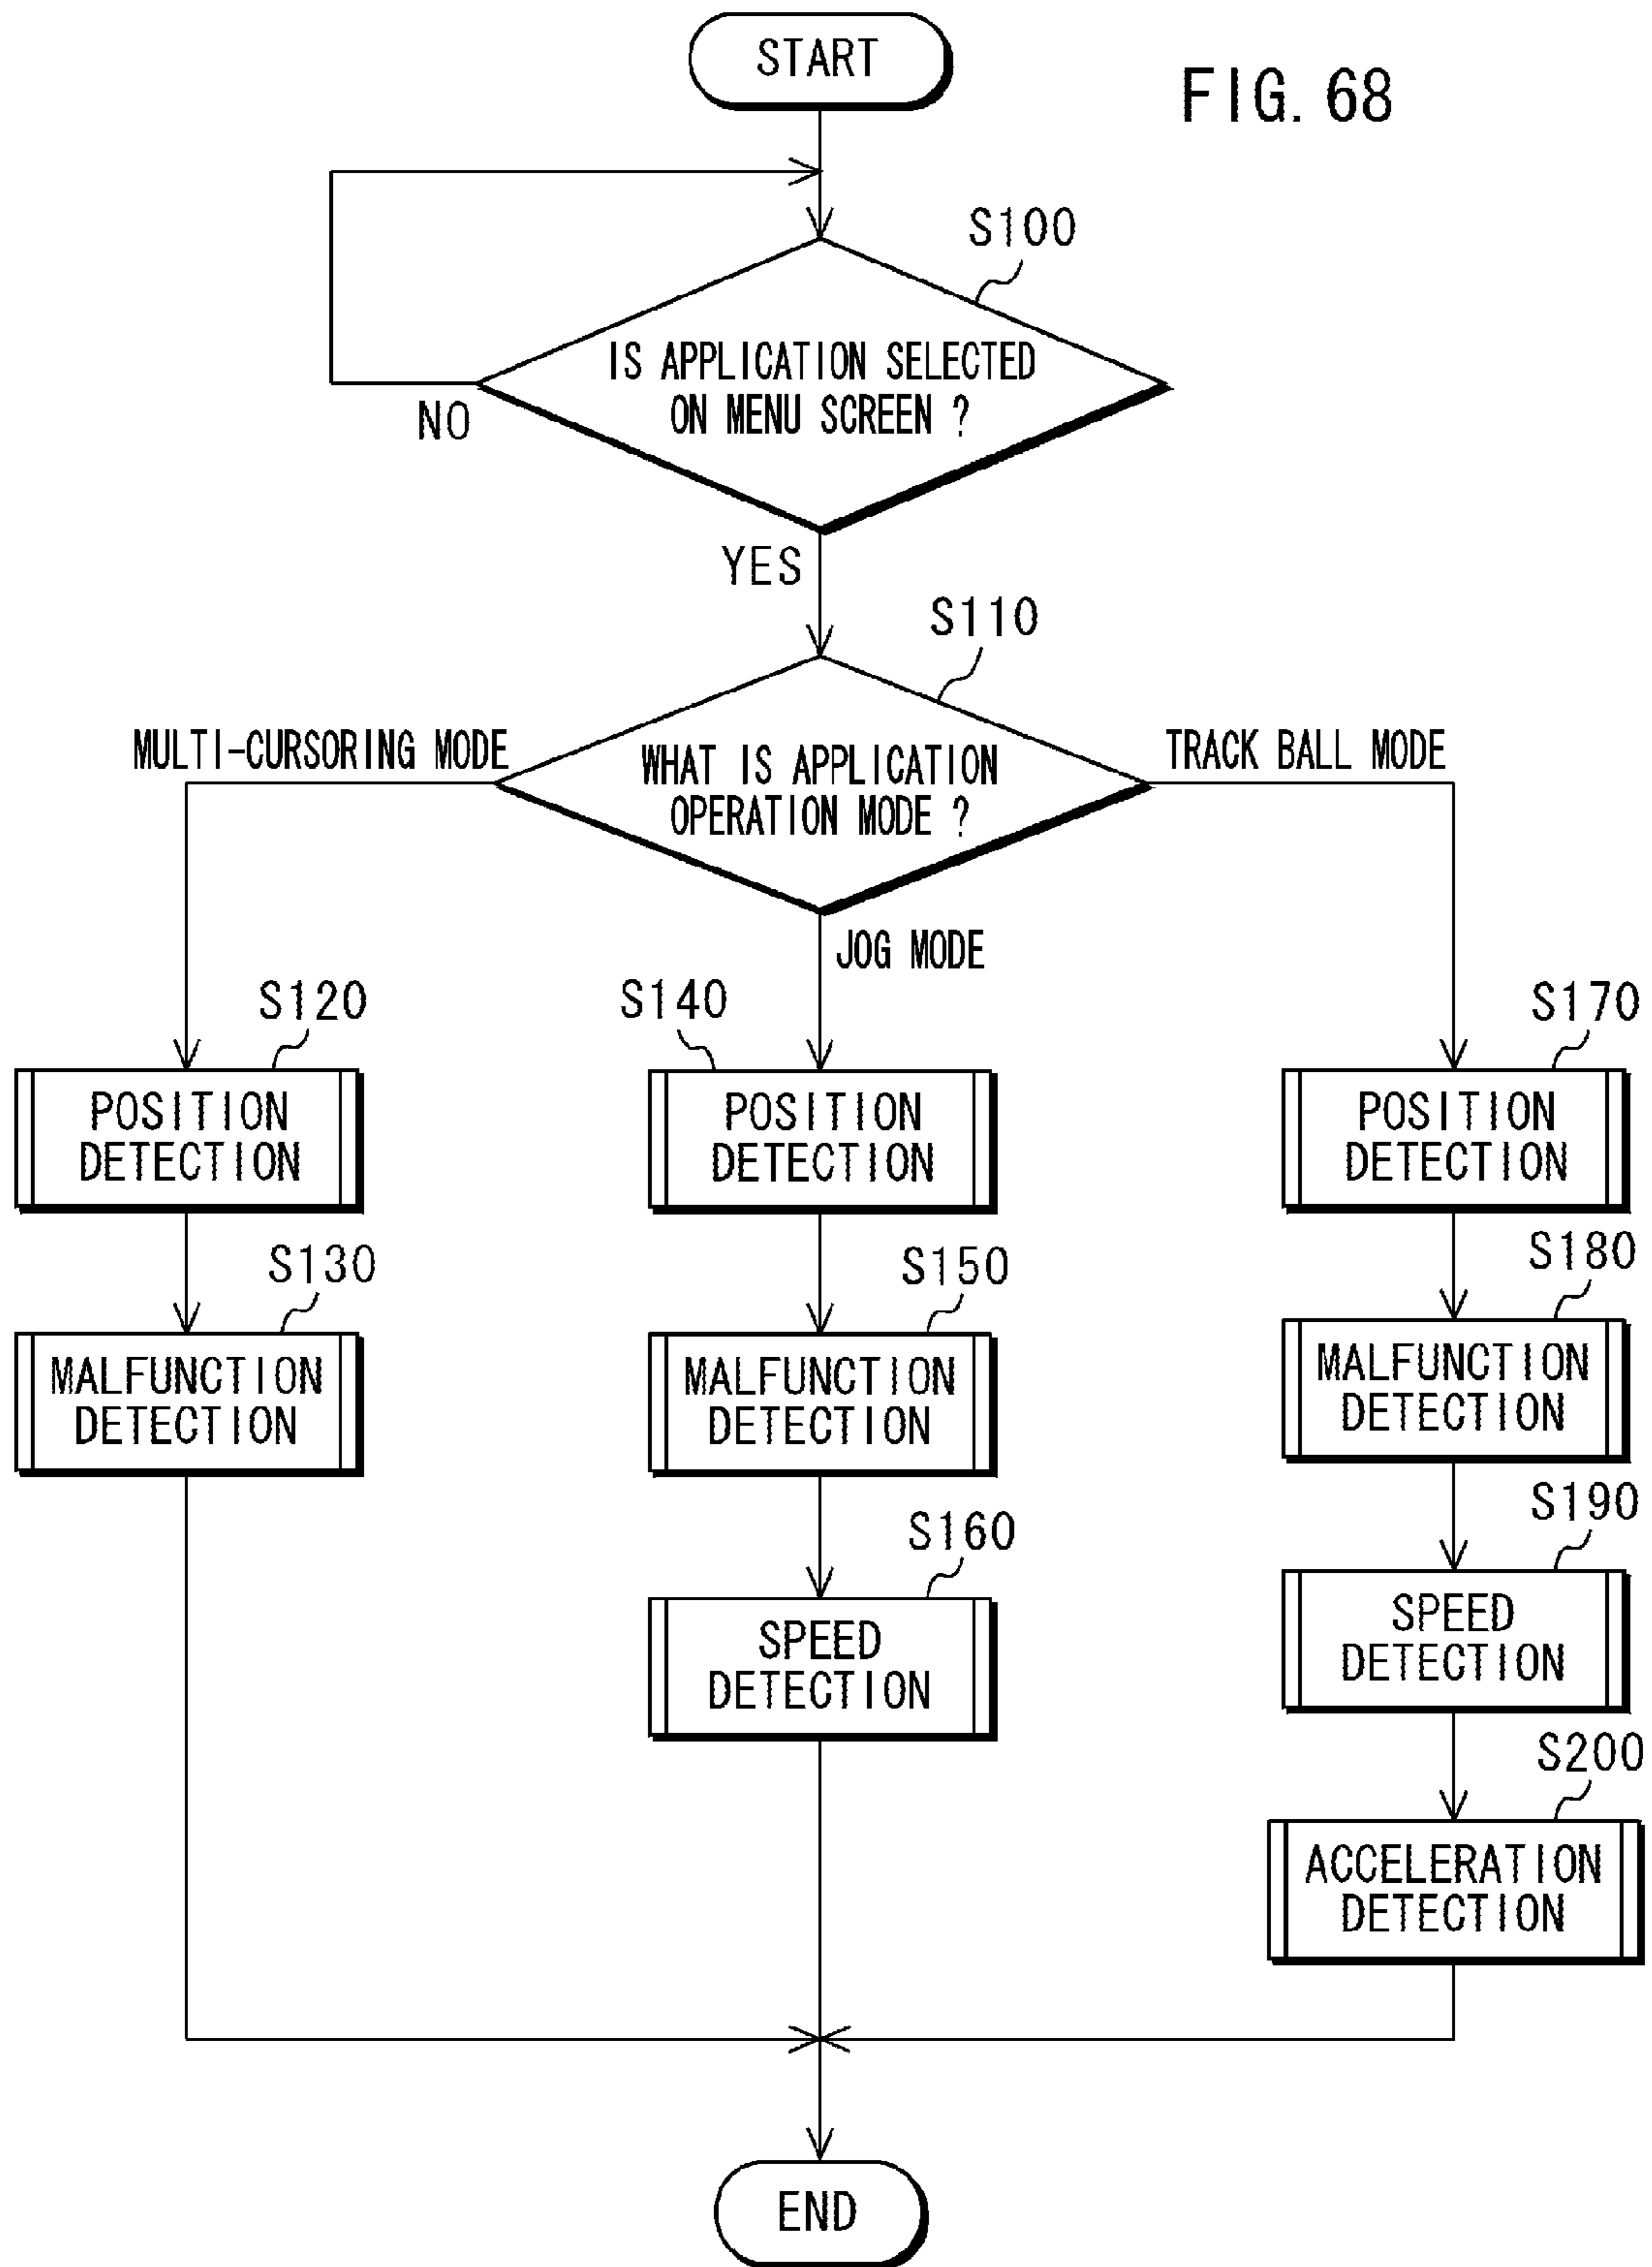 START
FIG. 68
S100
IS APPLICATION SELECTED
ON MENU SCREEN ?
NO
YES
S110
MULTI-CURSORING MODE
WHAT IS APPLICATION
OPERATION MODE ?
TRACK BALL MODE
JOG MODE
S120
POSITION
DETECTION
S130
MALFUNCTION
DETECTION
S140
POSITION
DETECTION
S150
MALFUNCTION
DETECTION
S160
SPEED
DETECTION
S170
POSITION
DETECTION
S180
MALFUNCTION
DETECTION
S190
SPEED
DETECTION
S200
ACCELERATION
DETECTION
END